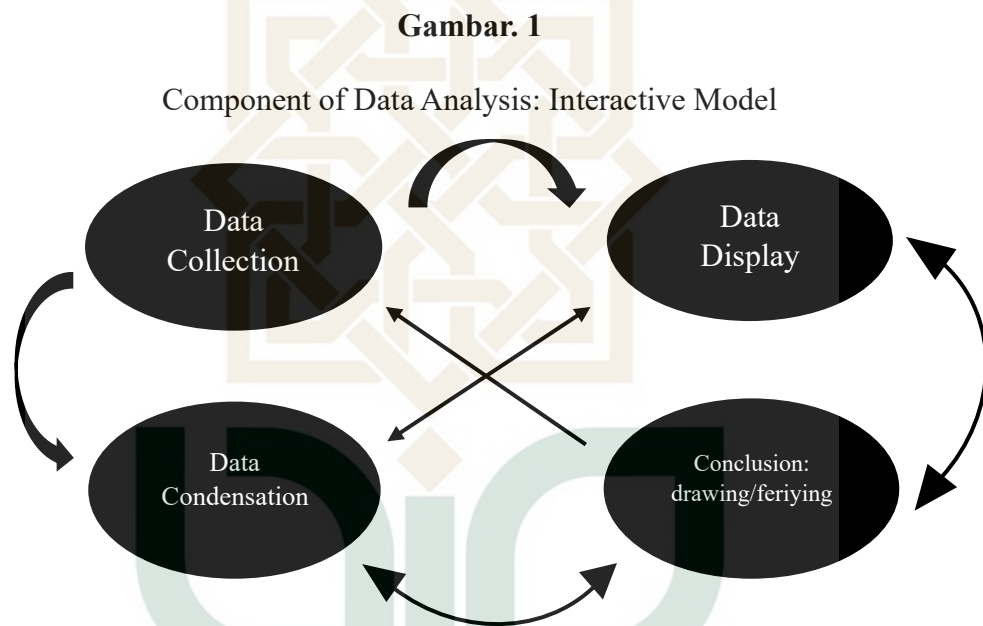 Gambar. 1
Component of Data Analysis: Interactive Model
Data
Collection
Data
Display
Data
Condensation
Conclusion:
drawing/feriying